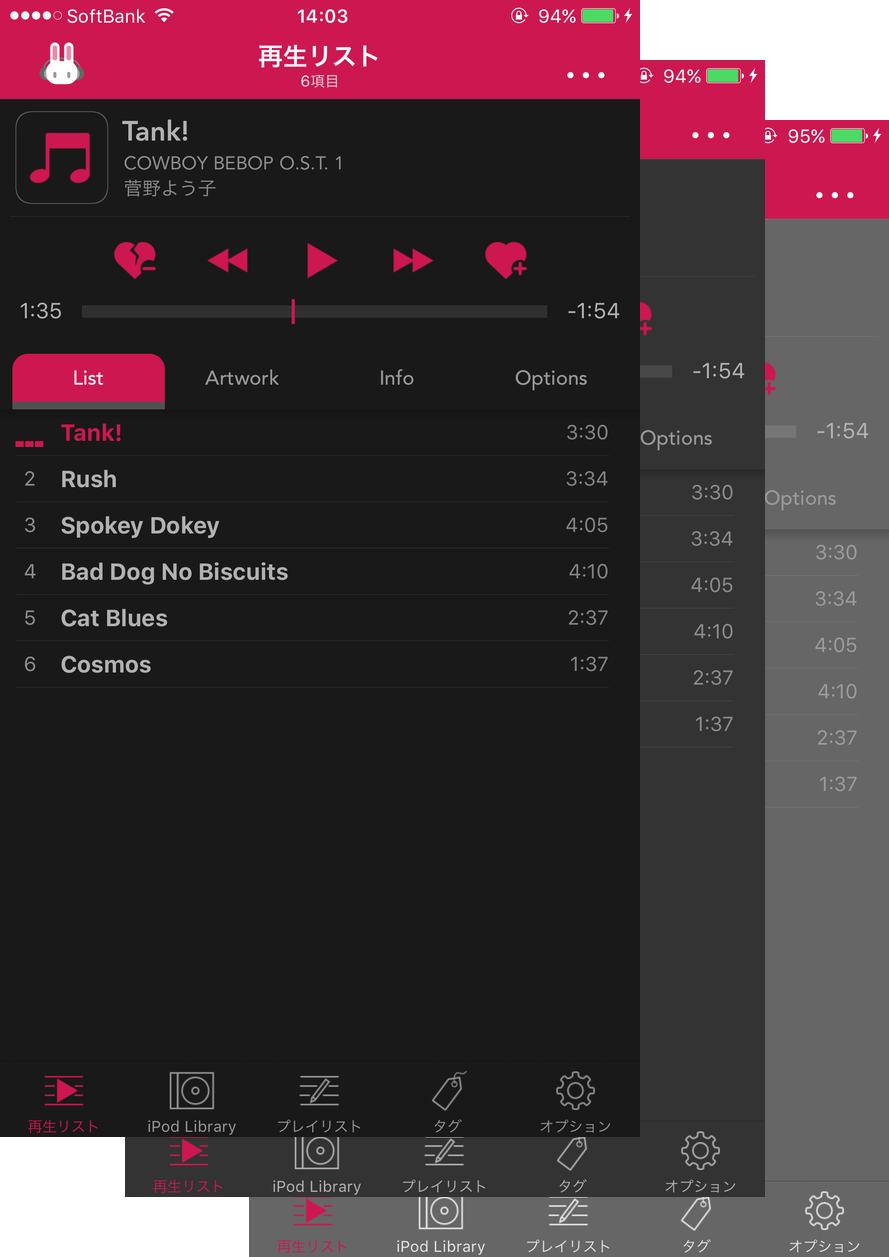 SoftBank 14:03 94%
再生リスト
6項目
Tank!
COWBOY BEBOP O.S.T. 1
菅野よう子
1:35 -1:54
List Artwork Info Options
Tank! 3:30
2 Rush 3:34
3 Spokey Dokey 4:05
4 Bad Dog No Biscuits 4:10
5 Cat Blues 2:37
6 Cosmos 1:37
再生リスト iPod Library プレイリスト タグ オプション
94%
-1:54
Options
3:30
3:34
4:05
4:10
2:37
1:37
再生リスト iPod Library プレイリスト タグ オプション
95%
-1:54
Options
3:30
3:34
4:05
4:10
2:37
1:37
再生リスト iPod Library プレイリスト タグ オプション